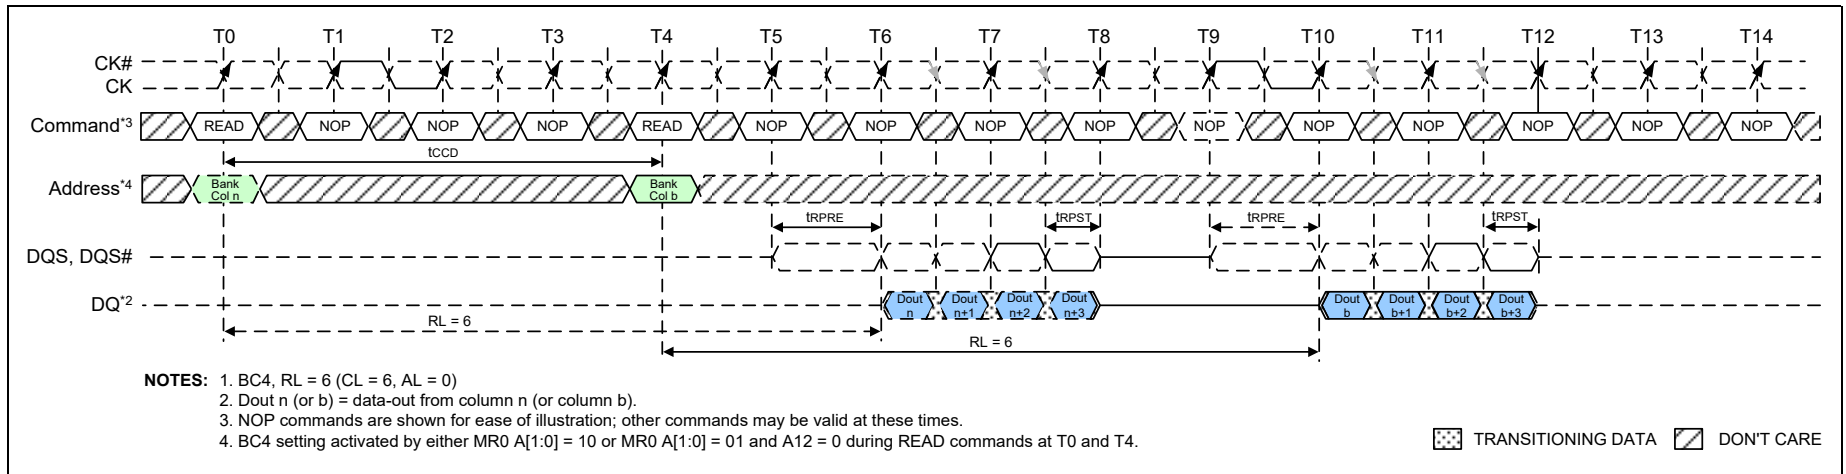 T0 T1 T2 T3 T4 T5 T6 T7 T8 T9 T10 T11 T12 T13 T14
CK#
CK
Command*3 READ NOP NOP NOP READ NOP NOP NOP NOP NOP NOP NOP NOP NOP NOP
tCCD
Address*4 Bank Col n Bank Col b
tRPRE tRPST tRPRE tRPST
DQS, DQS#
DQ*2 Dout n Dout n+1 Dout n+2 Dout n+3 Dout b Dout b+1 Dout b+2 Dout b+3
RL = 6
RL = 6
NOTES: 1. BC4, RL = 6 (CL = 6, AL = 0)
2. Dout n (or b) = data-out from column n (or column b).
3. NOP commands are shown for ease of illustration; other commands may be valid at these times.
4. BC4 setting activated by either MR0 A[1:0] = 10 or MR0 A[1:0] = 01 and A12 = 0 during READ commands at T0 and T4.
TRANSITIONING DATA DON'T CARE